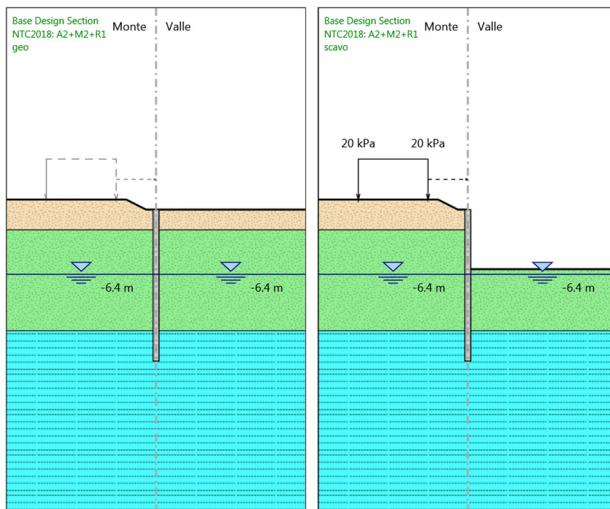 Base Design Section
NTC2018: A2+M2+R1
geo
Monte
Valle
-6.4 m
-6.4 m
Base Design Section
NTC2018: A2+M2+R1
scavo
Monte
Valle
20 kPa
20 kPa
-6.4 m
-6.4 m